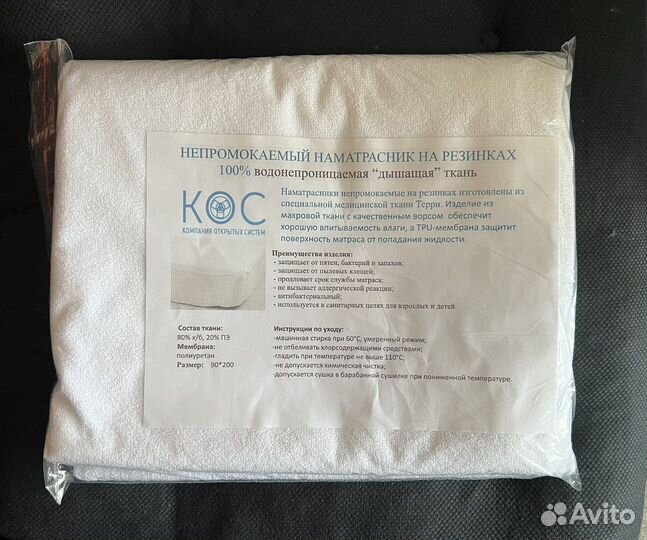 НЕПРОМОКАЕМЫЙ НАМАТРАСНИК НА РЕЗИНКАХ
100% водонепроницаемая “дышащая” ткань
КОС
КОМПАНИЯ ОТКРЫТЫХ СИСТЕМ
Наматрасники непромокаемые на резинках изготовлены из
специальной медицинской ткани Терри. Изделие из
махровой ткани с качественным ворсом обеспечит
хорошую впитываемость влаги, а TPU-мембрана защитит
поверхность матраса от попадания жидкости.
Преимущества изделия:
- защищает от пятен, бактерий и запахов;
- защищает от пылевых клещей;
- продлевает срок службы матраса;
- не вызывает аллергической реакции;
- антибактериальный;
- используется в санитарных целях для взрослых и детей
Состав ткани:
80% х/б, 20% ПЭ
Мембрана:
полиуретан
Размер: 90*200
Инструкции по уходу:
-машинная стирка при 60°С, умеренный режим;
-не отбеливать хлорсодержащими средствами;
-гладить при температуре не выше 110°С;
-не допускается химическая чистка;
-допускается сушка в барабанной сушилке при пониженной температуре.
Avito